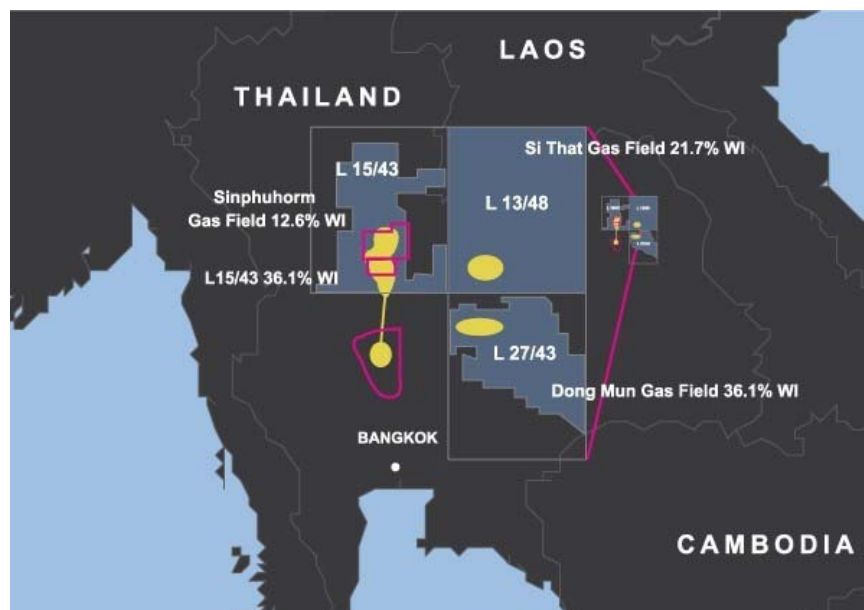 LAOS
THAILAND
Si That Gas Field 21.7% WI
L 15/43
Sinphuhorm
Gas Field 12.6% WI
L 13/48
L15/43 36.1% WI
L 27/43
Dong Mun Gas Field 36.1% WI
BANGKOK
CAMBODIA